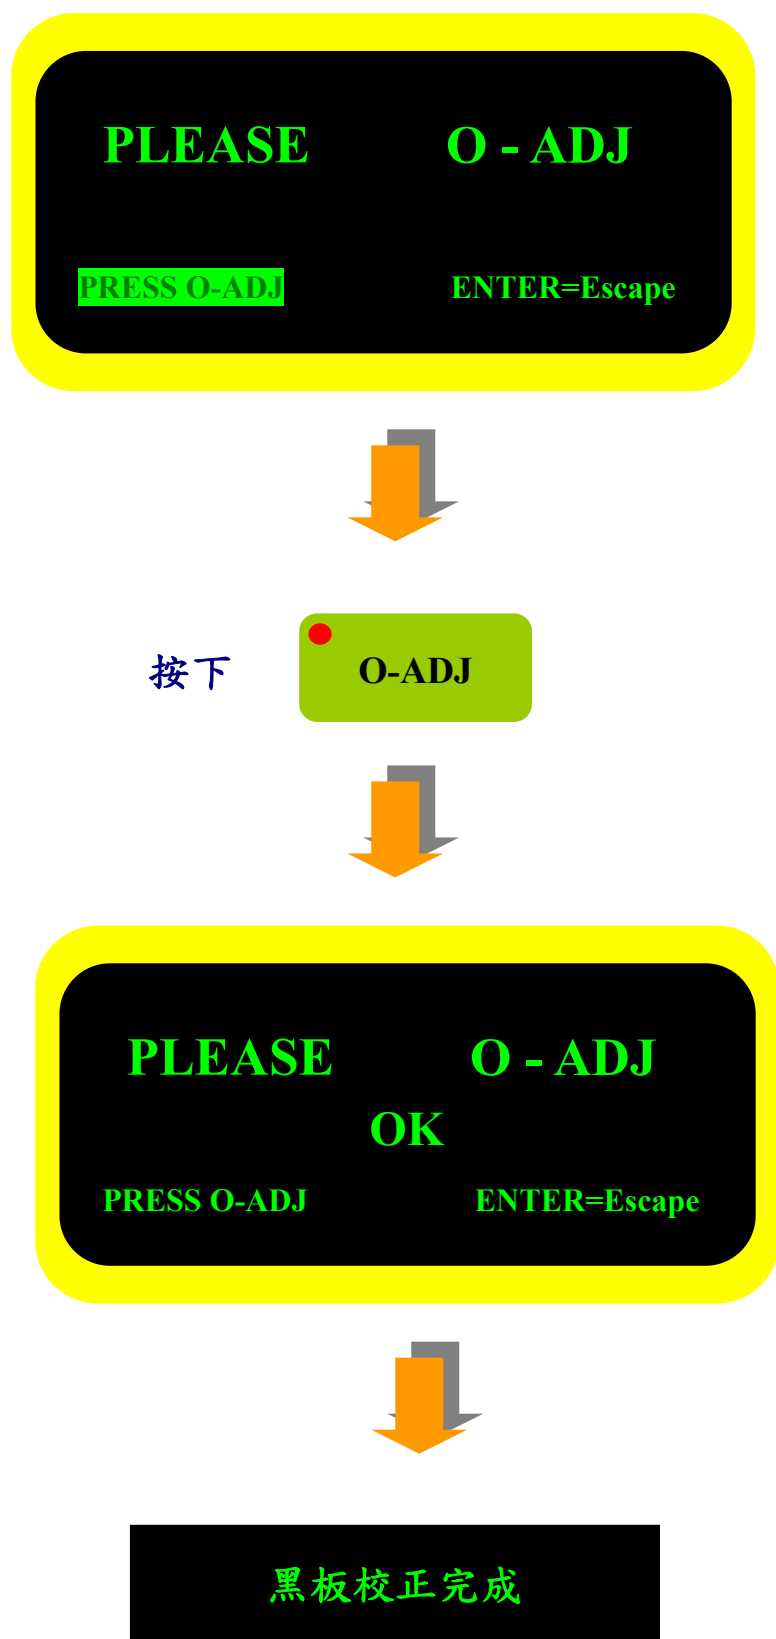 PLEASE O - ADJ
PRESS O-ADJ ENTER=Escape
按下 O-ADJ
PLEASE O - ADJ
OK
PRESS O-ADJ ENTER=Escape
黑板校正完成